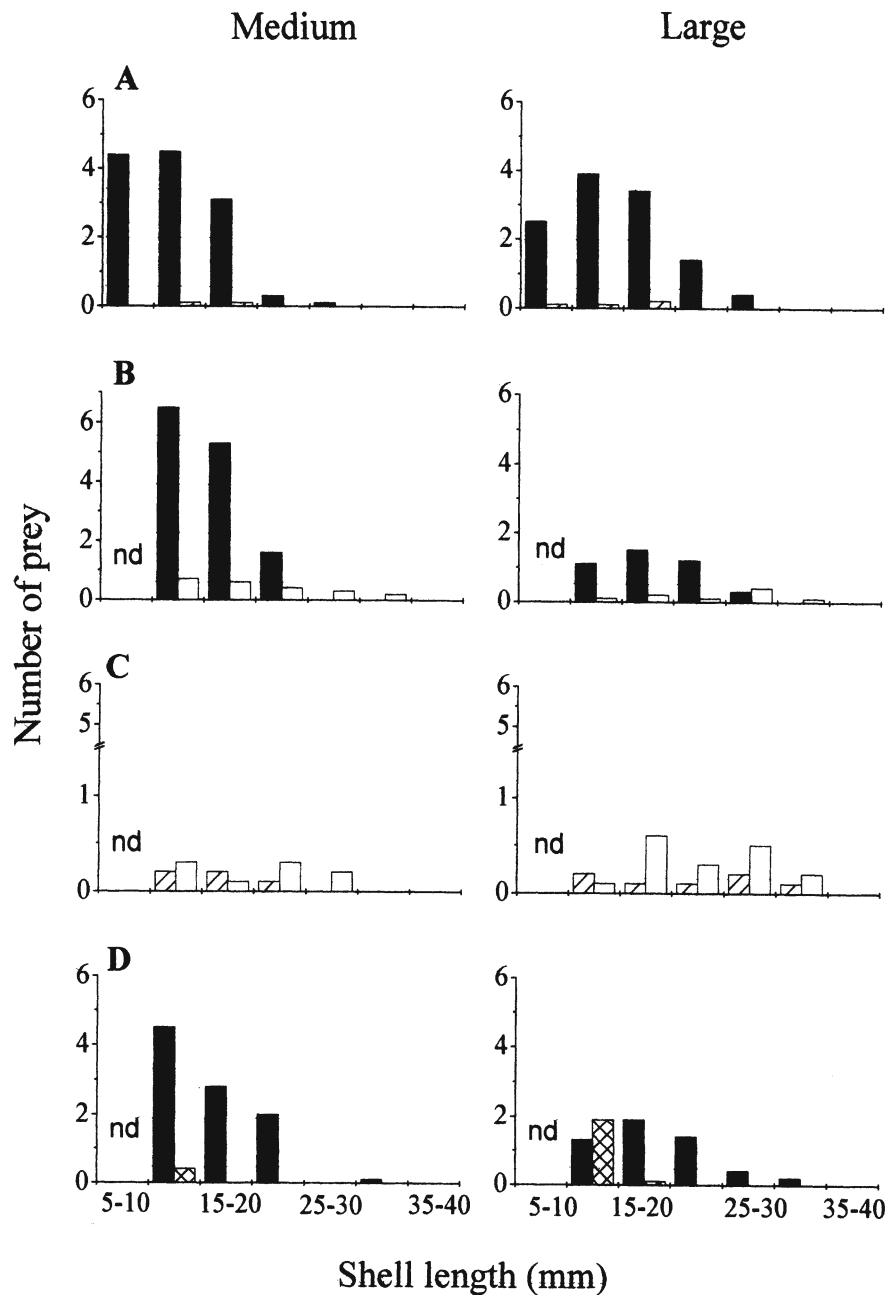 Medium Large
A
6 6
4 4
2 2
0 0
B
6 6
4 4
2 2
nd nd
0 0
Number of prey
C
6 6
5 5
1 1
nd nd
0 0
D
6 6
4 4
2 2
nd nd
0 0
5-10 15-20 25-30 35-40 5-10 15-20 25-30 35-40
Shell length (mm)